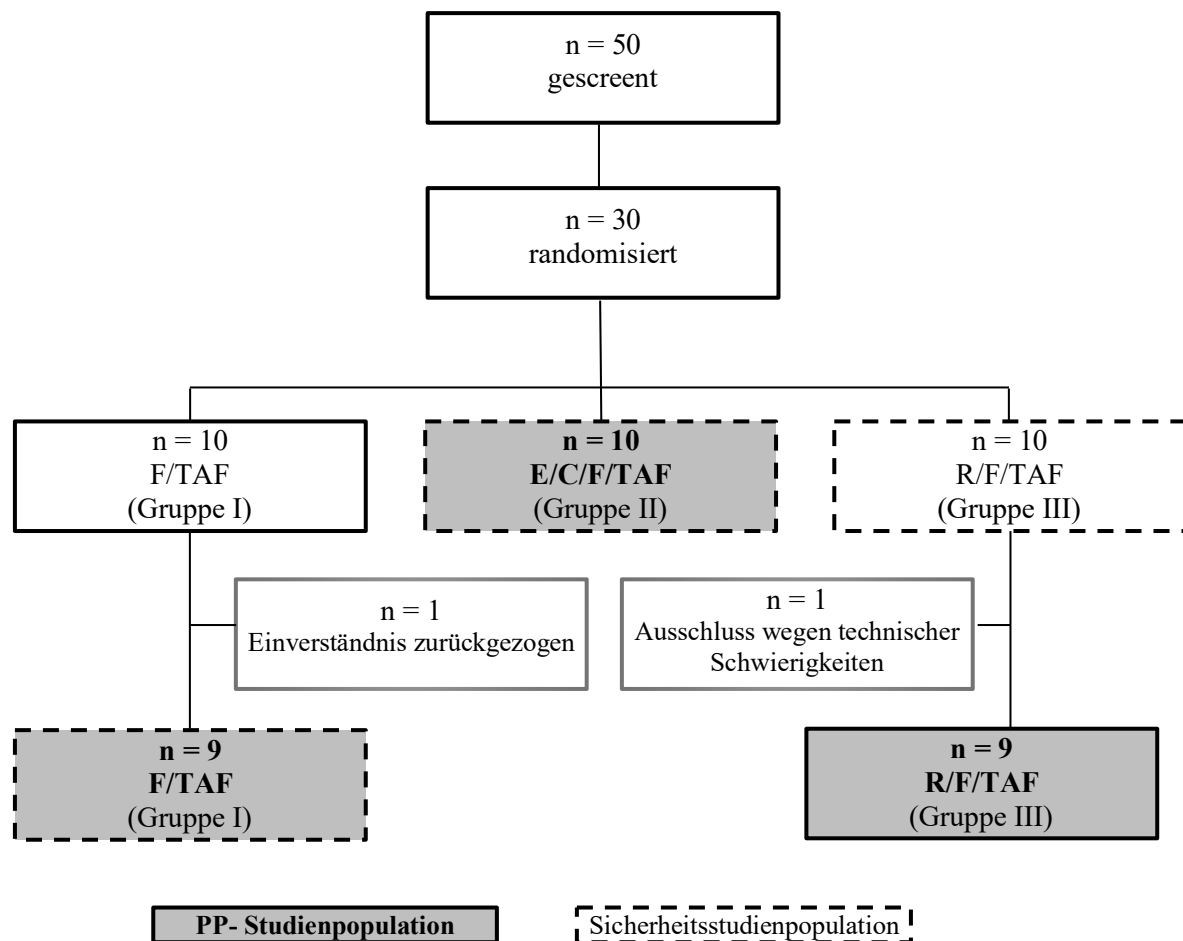 n = 50
gescreent
n = 30
randomisiert
n = 10
F/TAF
(Gruppe I)
n = 10
E/C/F/TAF
(Gruppe II)
n = 10
R/F/TAF
(Gruppe III)
n = 1
Einverständnis zurückgezogen
n = 1
Ausschluss wegen technischer
Schwierigkeiten
n = 9
F/TAF
(Gruppe I)
n = 9
R/F/TAF
(Gruppe III)
PP- Studienpopulation
Sicherheitsstudienpopulation